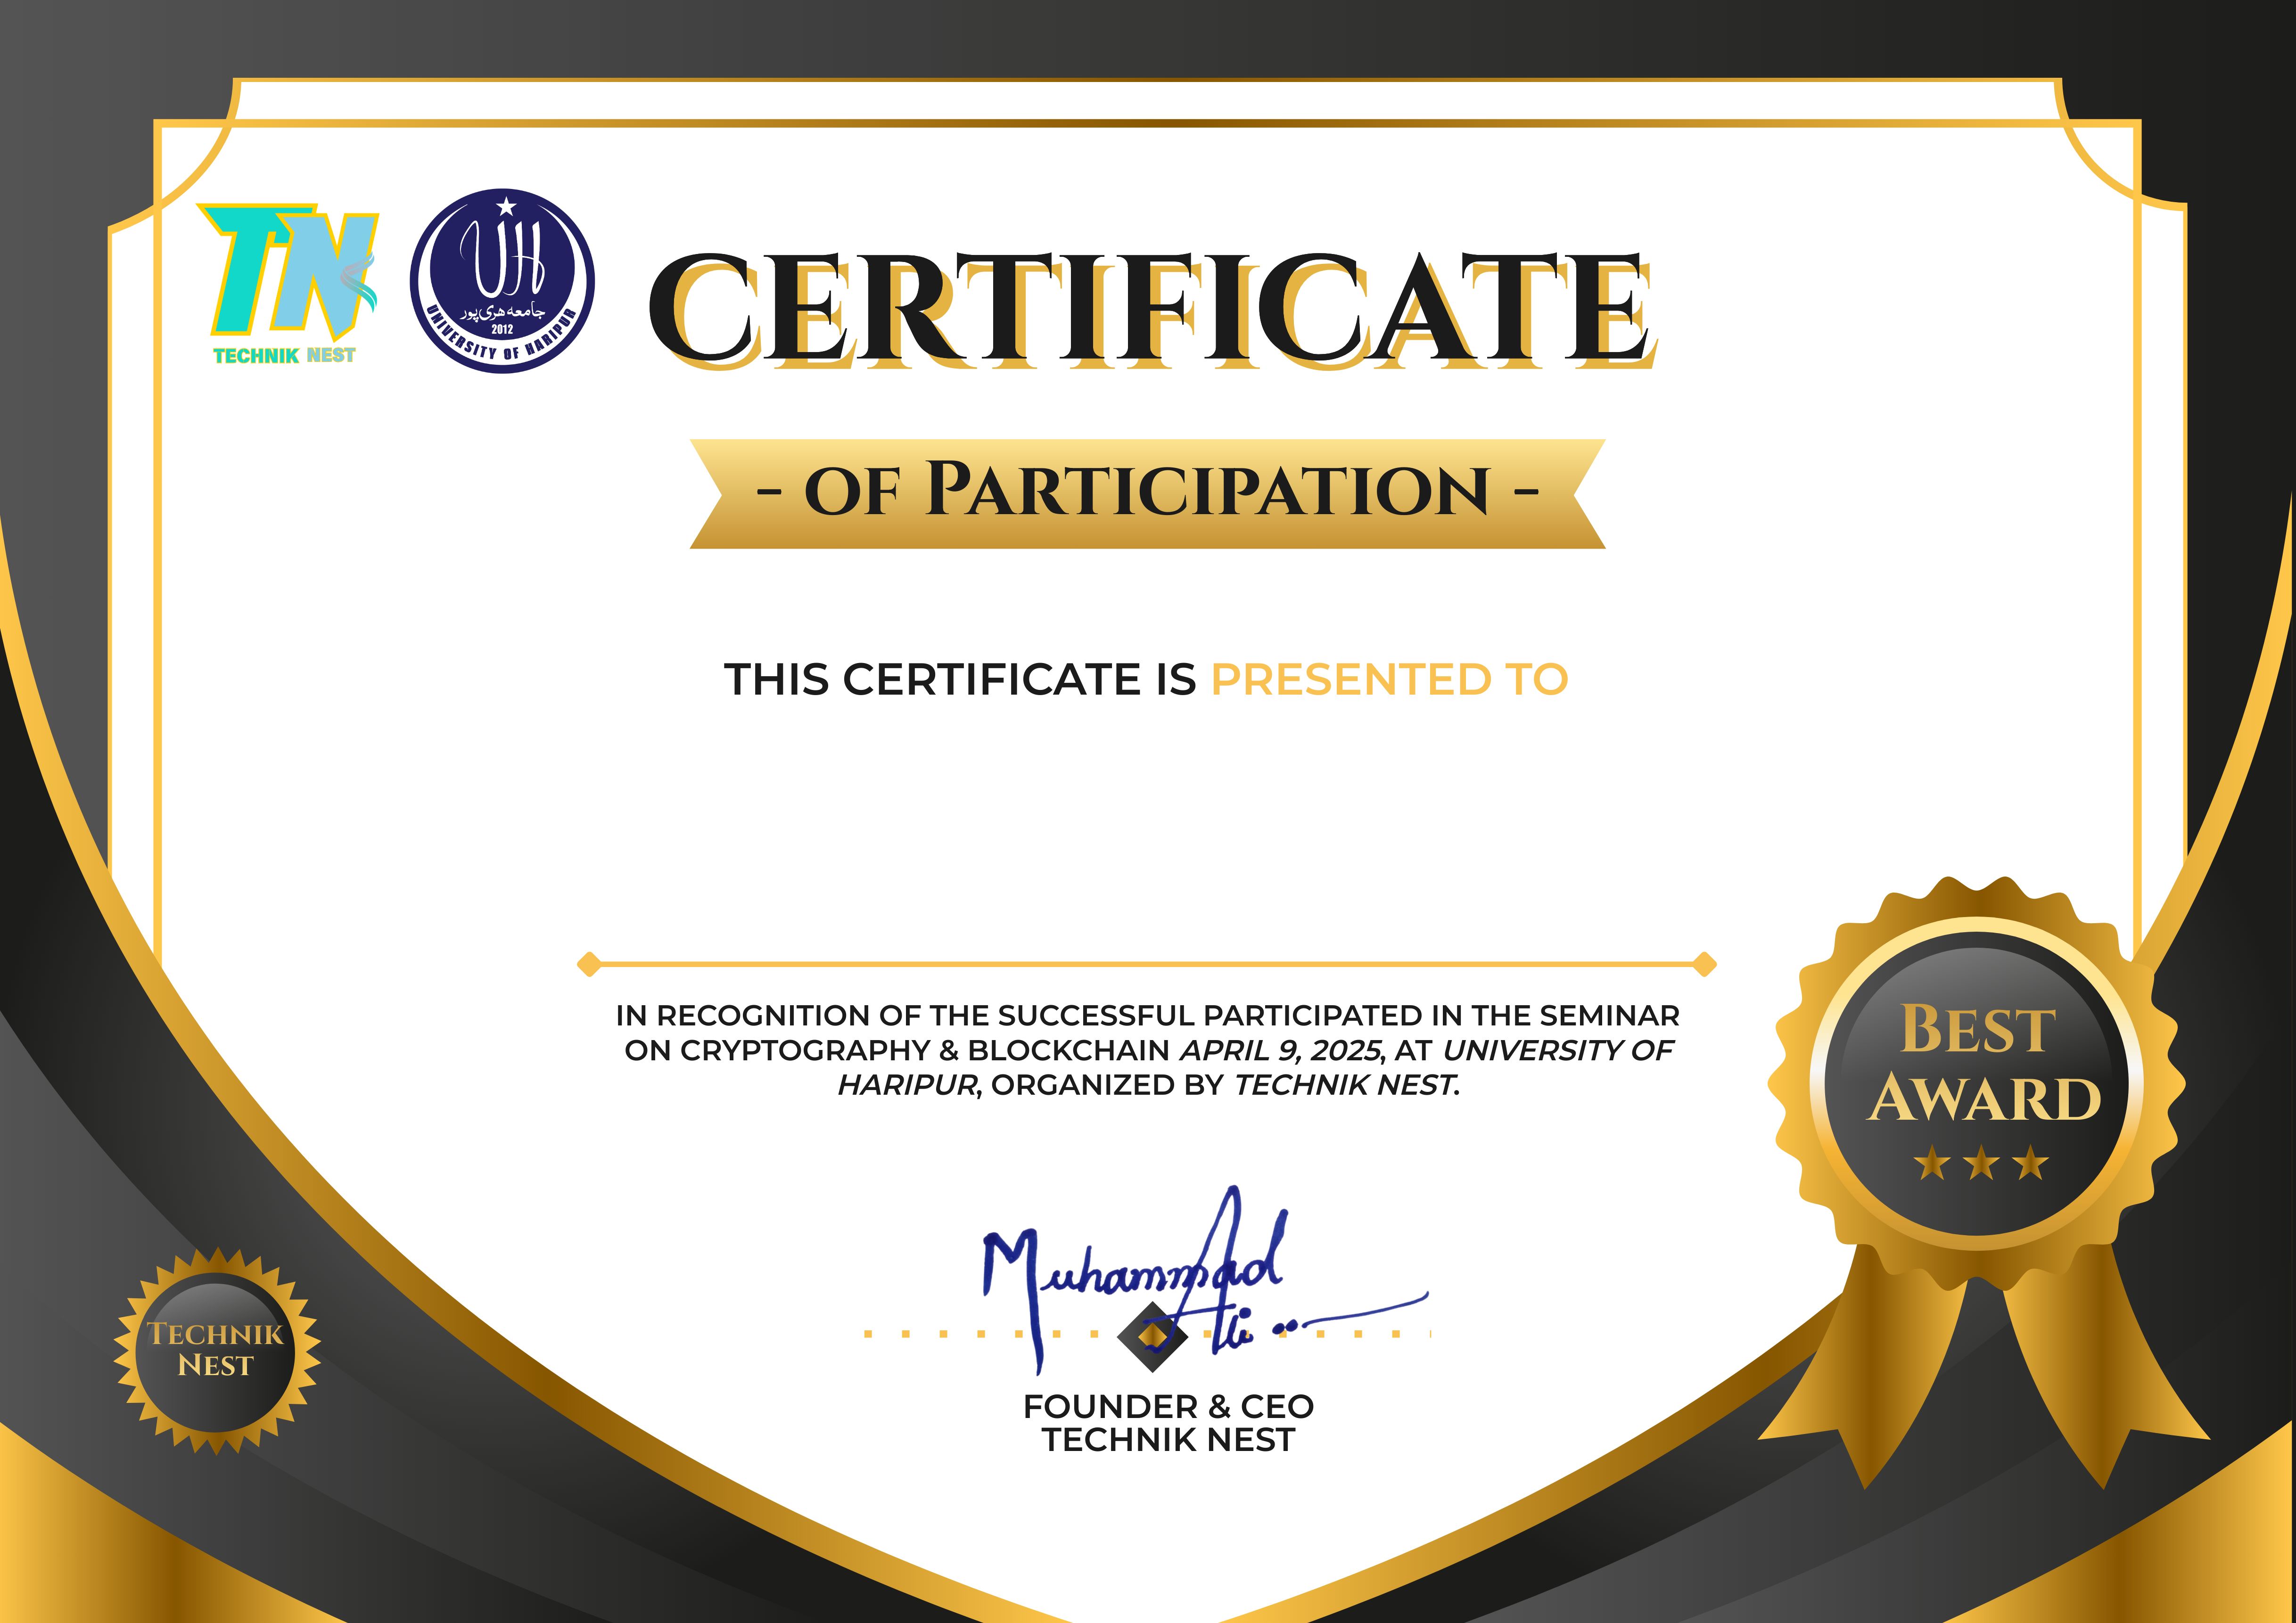 TN
TECHNIK NEST
UH
جامعه هری پور
2012
UNIVERSITY OF HARIPUR
CERTIFICATE
- OF PARTICIPATION -
THIS CERTIFICATE IS PRESENTED TO
IN RECOGNITION OF THE SUCCESSFUL PARTICIPATED IN THE SEMINAR
ON CRYPTOGRAPHY & BLOCKCHAIN APRIL 9, 2025, AT UNIVERSITY OF
HARIPUR, ORGANIZED BY TECHNIK NEST.
BEST
AWARD
Muhammad
Ali
FOUNDER & CEO
TECHNIK NEST
TECHNIK
NEST